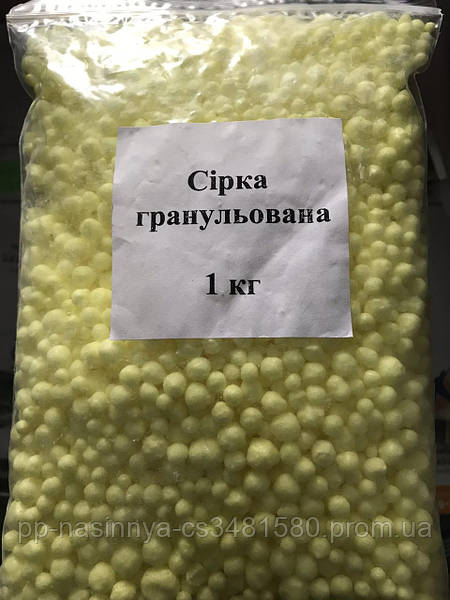 Сірка
гранульована
1 кг
pp-nasinnya-cs3481580.prom.ua